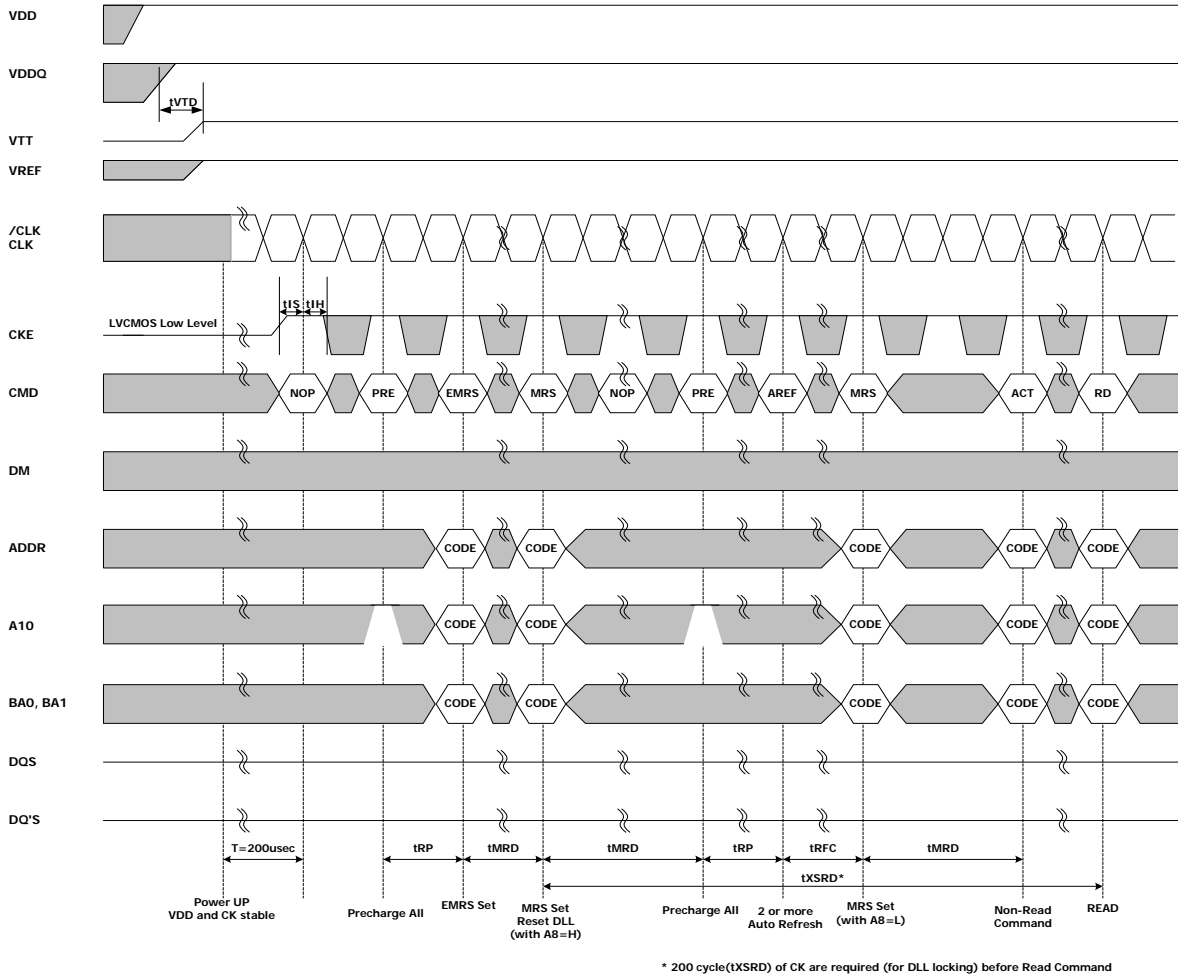 VDD
VDDQ
tVTD
VTT
VREF
/CLK
CLK
tIS tIH
LVCMOS Low Level
CKE
CMD NOP PRE EMRS MRS NOP PRE AREF MRS ACT RD
DM
ADDR CODE CODE CODE CODE CODE
A10 CODE CODE CODE CODE CODE
BA0, BA1 CODE CODE CODE CODE CODE
DQS
DQ'S
T=200usec tRP tMRD tMRD tRP tRFC tMRD
tXSRD*
Power UP
VDD and CK stable
Precharge All
EMRS Set
MRS Set
Reset DLL
(with A8=H)
Precharge All
2 or more
Auto Refresh
MRS Set
(with A8=L)
Non-Read
Command
READ
* 200 cycle(tXSRD) of CK are required (for DLL locking) before Read Command